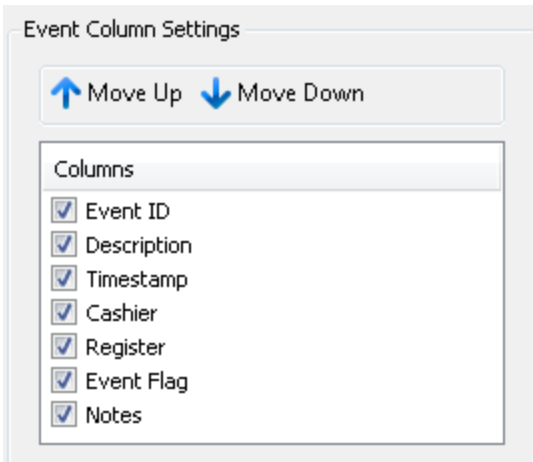 Event Column Settings
Move Up Move Down
Columns
Event ID
Description
Timestamp
Cashier
Register
Event Flag
Notes